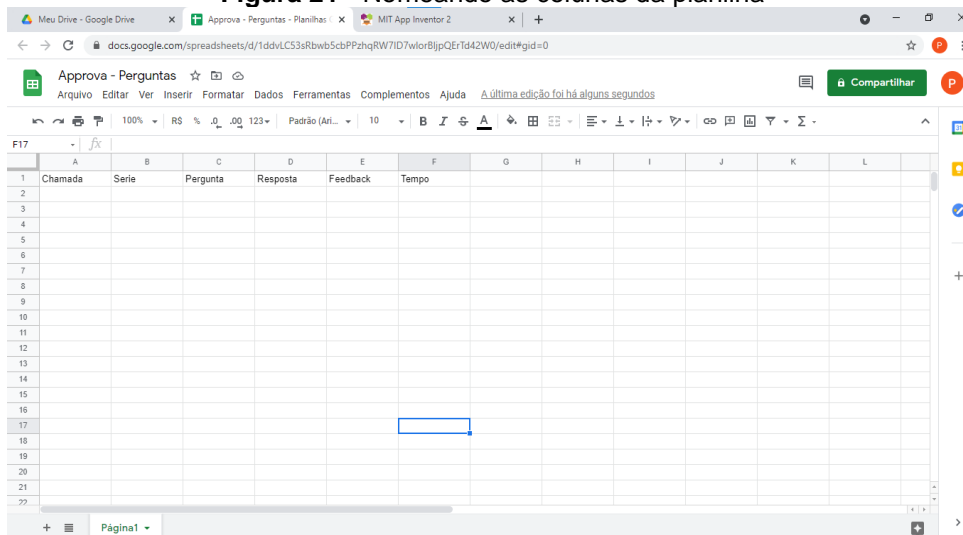 Figura 21 - Nomeando as colunas da planilha
Meu Drive - Google Drive × Approva - Perguntas - Planilhas × MIT App Inventor 2 × +
docs.google.com/spreadsheets/d/1ddvLC53sRbwbScbPPzhqRW7ID7wlorBljpQErTd42W0/edit#gid=0
Approva - Perguntas
Compartilhar
Arquivo Editar Ver Inserir Formatar Dados Ferramentas Complementos Ajuda A última edição foi há alguns segundos
100% R$ % .0 .00 123 Padrão (Ari... 10 B I S A
F17 fx
A B C D E F G H I J K L
1 Chamada Serie Pergunta Resposta Feedback Tempo
2
3
4
5
6
7
8
9
10
11
12
13
14
15
16
17
18
19
20
21
22
+ Página1